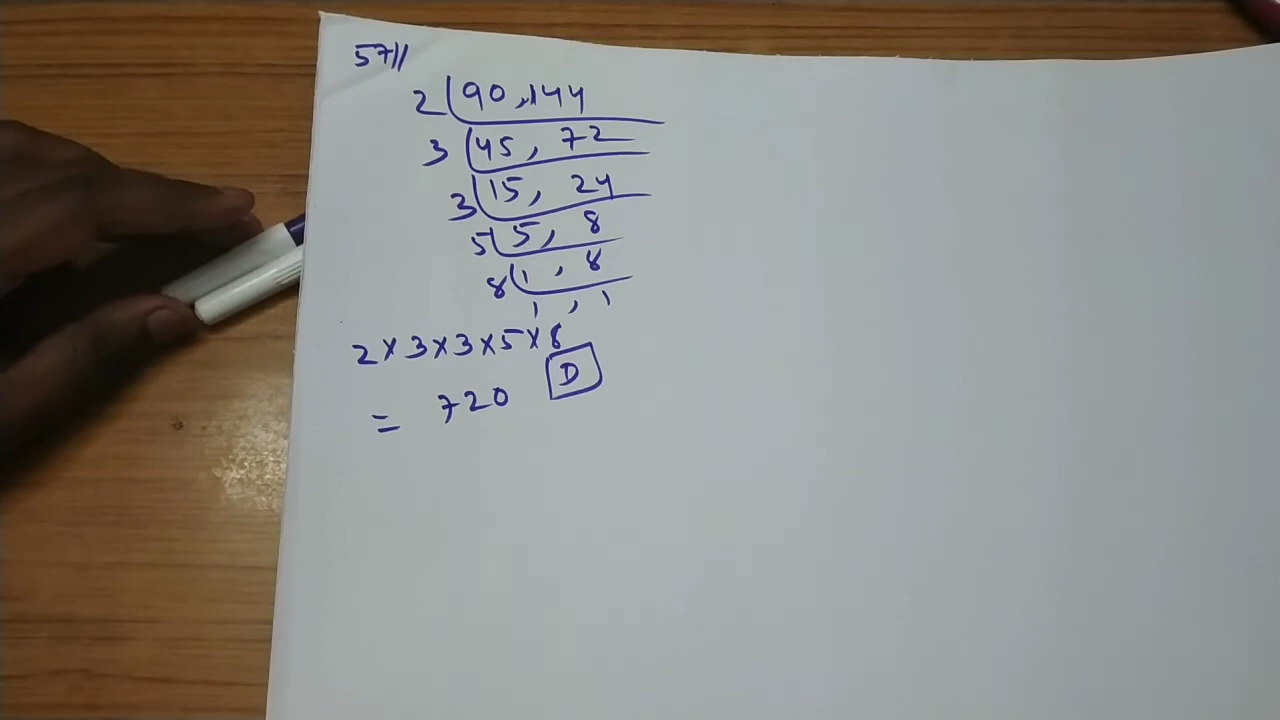 57//
2 90, 144
3 45, 72
3 15, 24
5 5, 8
8 1, 8
1, 1
2×3×3×5×8
= 720 D